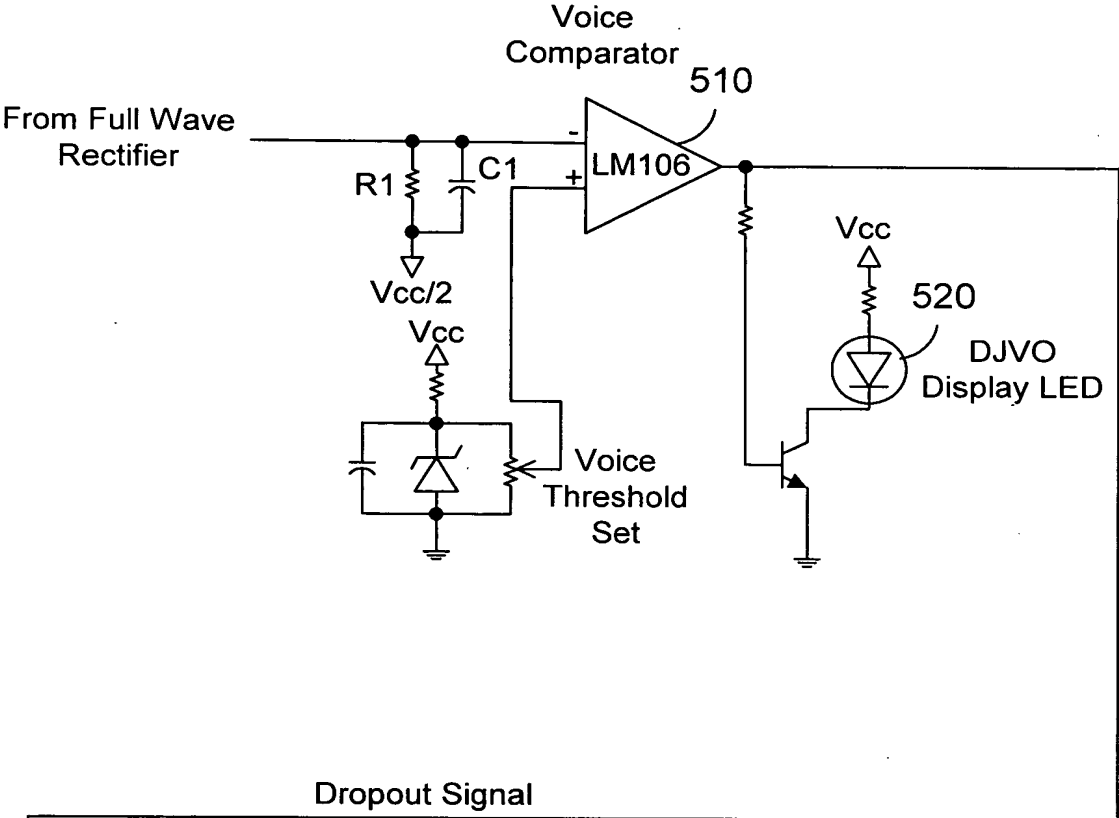 Voice
Comparator
510
From Full Wave
Rectifier
-
LM106
+
R1
C1
Vcc/2
Vcc
Vcc
520
DJVO
Display LED
Voice
Threshold
Set
Dropout Signal